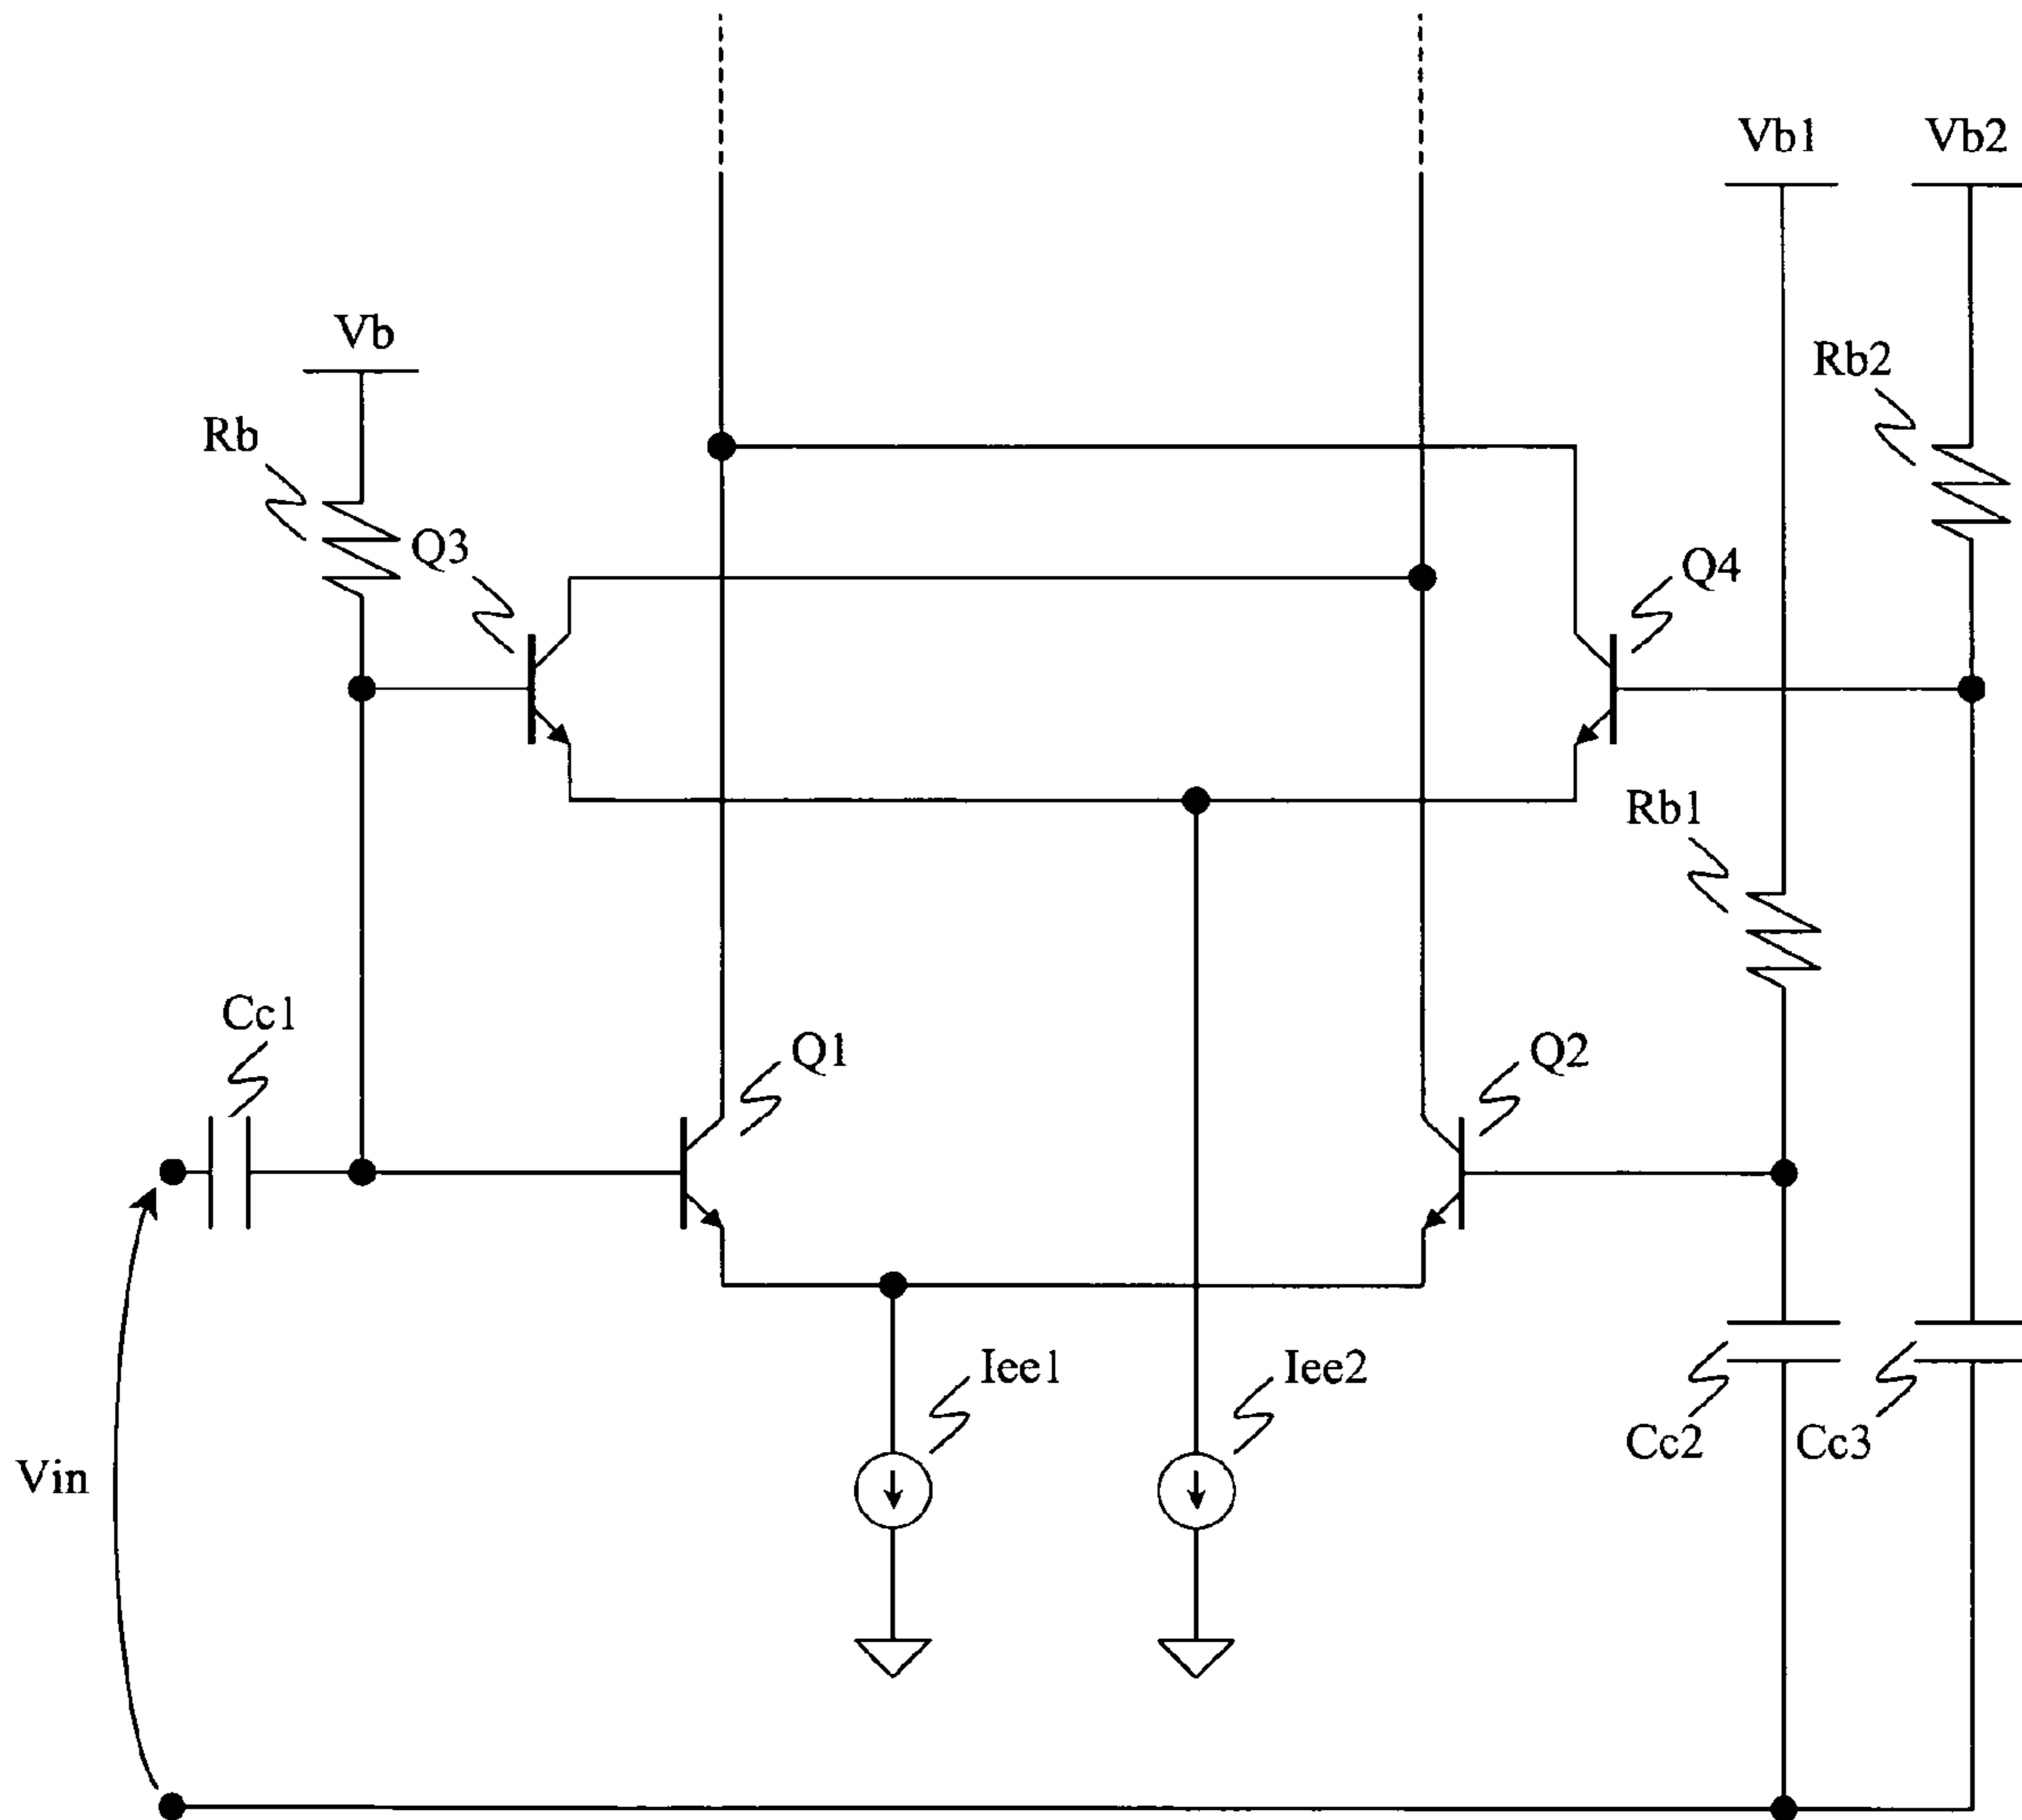 Vb1
Vb2
Vb
Rb2
Rb
Q3
Q4
Rb1
Cc1
Q1
Q2
Iee1
Iee2
Cc2
Cc3
Vin